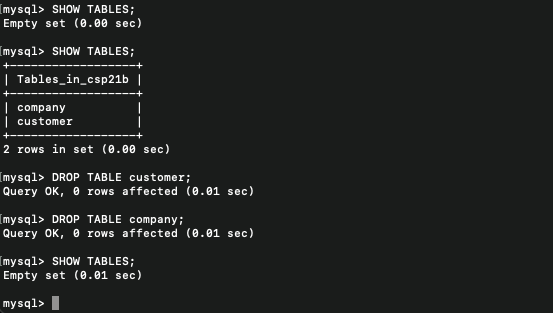 [mysql> SHOW TABLES;
Empty set (0.00 sec)
[mysql> SHOW TABLES;
+------------------+
| Tables_in_csp21b |
+------------------+
| company          |
| customer         |
+------------------+
2 rows in set (0.00 sec)
[mysql> DROP TABLE customer;
Query OK, 0 rows affected (0.01 sec)
[mysql> DROP TABLE company;
Query OK, 0 rows affected (0.01 sec)
[mysql> SHOW TABLES;
Empty set (0.01 sec)
mysql>